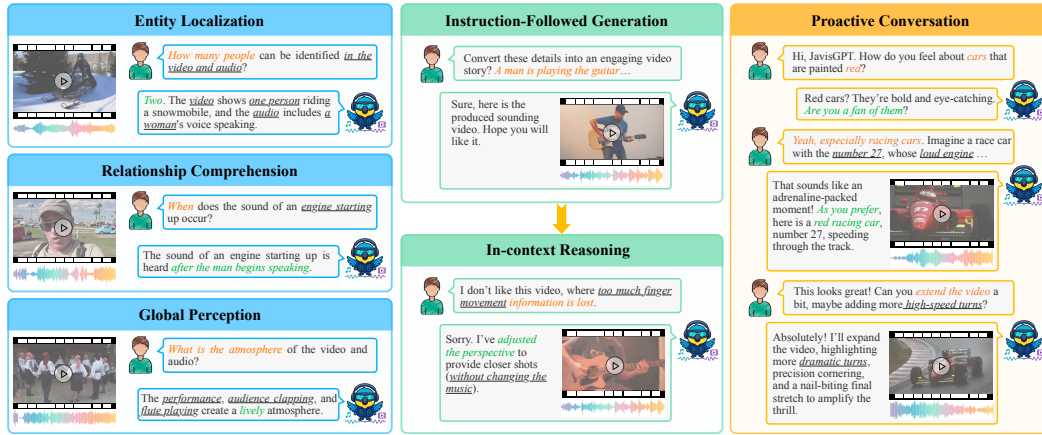 Entity Localization
How many people can be identified in the
video and audio?
Two. The video shows one person riding
a snowmobile, and the audio includes a
woman's voice speaking.
Relationship Comprehension
When does the sound of an engine starting
up occur?
The sound of an engine starting up is
heard after the man begins speaking.
Global Perception
What is the atmosphere of the video and
audio?
The performance, audience clapping, and
flute playing create a lively atmosphere.
Instruction-Followed Generation
Convert these details into an engaging video
story? A man is playing the guitar…
Sure, here is the
produced sounding
video. Hope you will
like it.
In-context Reasoning
I don't like this video, where too much finger
movement information is lost.
Sorry. I've adjusted
the perspective to
provide closer shots
(without changing the
music).
Proactive Conversation
Hi, JavisGPT. How do you feel about cars that
are painted red?
Red cars? They're bold and eye-catching.
Are you a fan of them?
Yeah, especially racing cars. Imagine a race car
with the number 27, whose loud engine …
That sounds like an
adrenaline-packed
moment! As you prefer,
here is a red racing car,
number 27, speeding
through the track.
This looks great! Can you extend the video a
bit, maybe adding more high-speed turns?
Absolutely! I'll expand
the video, highlighting
more dramatic turns,
precision cornering,
and a nail-biting final
stretch to amplify the
thrill.